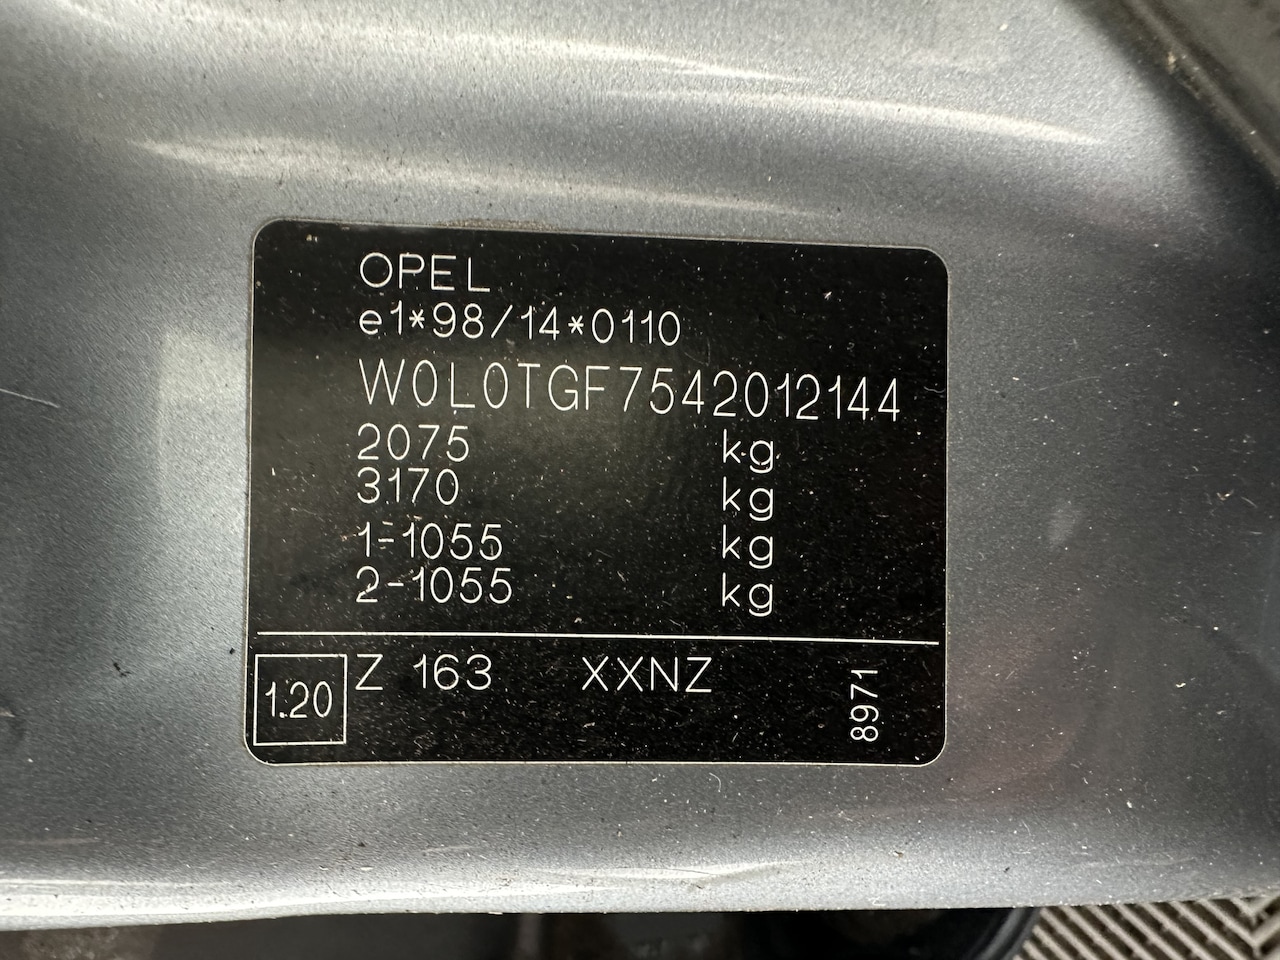 OPEL
e1*98/14*0110
W0L0TGF7542012144
2075 kg
3170 kg
1-1055 kg
2-1055 kg
1.20 Z 163 XXNZ 8971